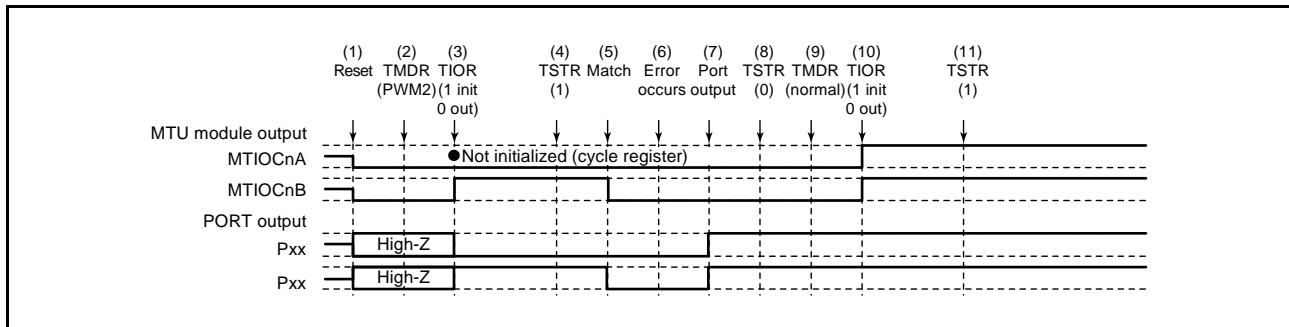 (1) (2) (3) (4) (5) (6) (7) (8) (9) (10) (11)
Reset TMDR TIOR TSTR Match Error Port TSTR TMDR TIOR TSTR
(PWM2) (1 init (1) occurs output (0) (normal) (1 init (1)
0 out) 0 out)
MTU module output
MTIOCnA ●Not initialized (cycle register)
MTIOCnB
PORT output
Pxx High-Z
Pxx High-Z